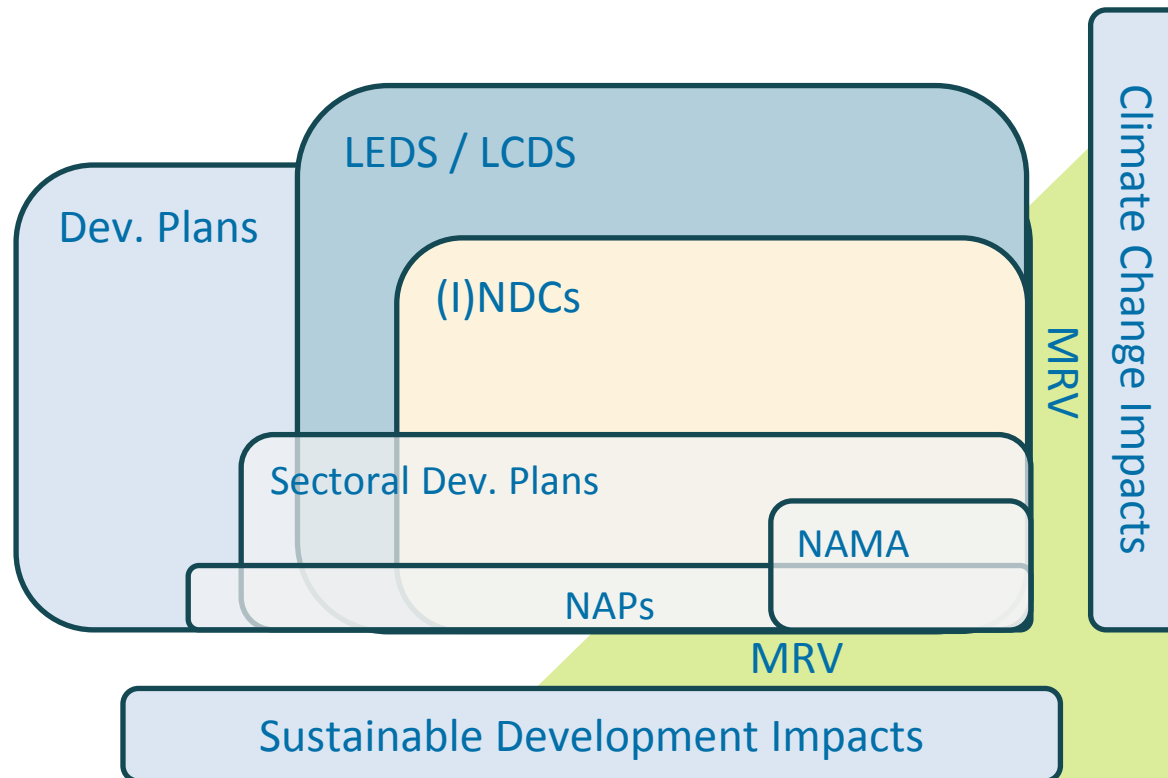 LEDS / LCDS
Dev. Plans
(I)NDCs
Sectoral Dev. Plans
NAMA
NAPs
MRV
MRV
Climate Change Impacts
Sustainable Development Impacts